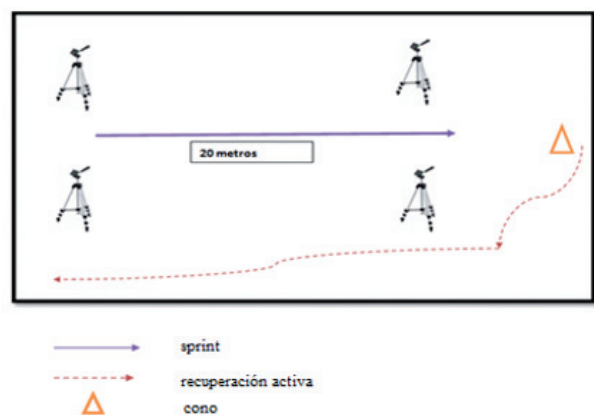 20 metros
sprint
recuperación activa
cono